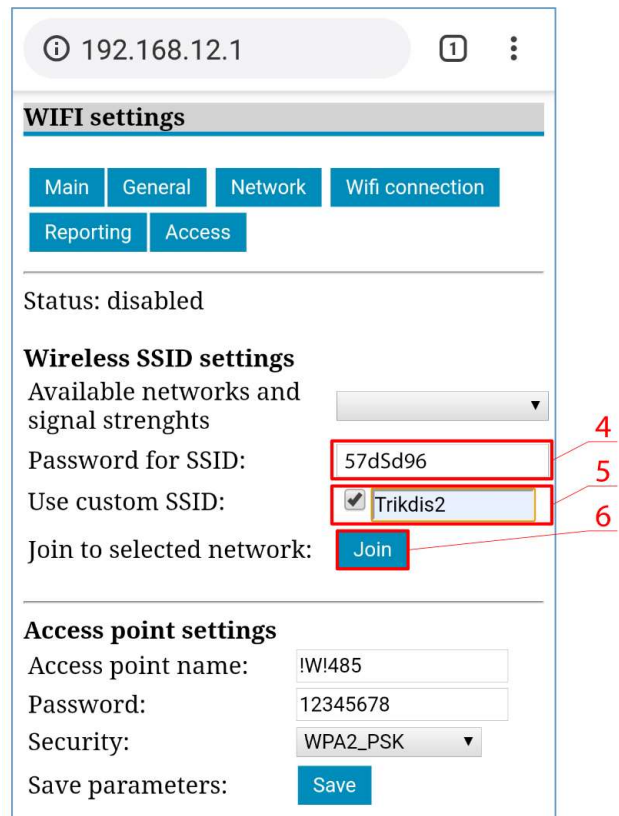 192.168.12.1 1
WIFI settings
Main General Network Wifi connection
Reporting Access
Status: disabled
Wireless SSID settings
Available networks and
signal strenghts
4
Password for SSID: 57dSd96
5
Use custom SSID: Trikdis2
6
Join to selected network: Join
Access point settings
Access point name: !W!485
Password: 12345678
Security: WPA2_PSK
Save parameters: Save